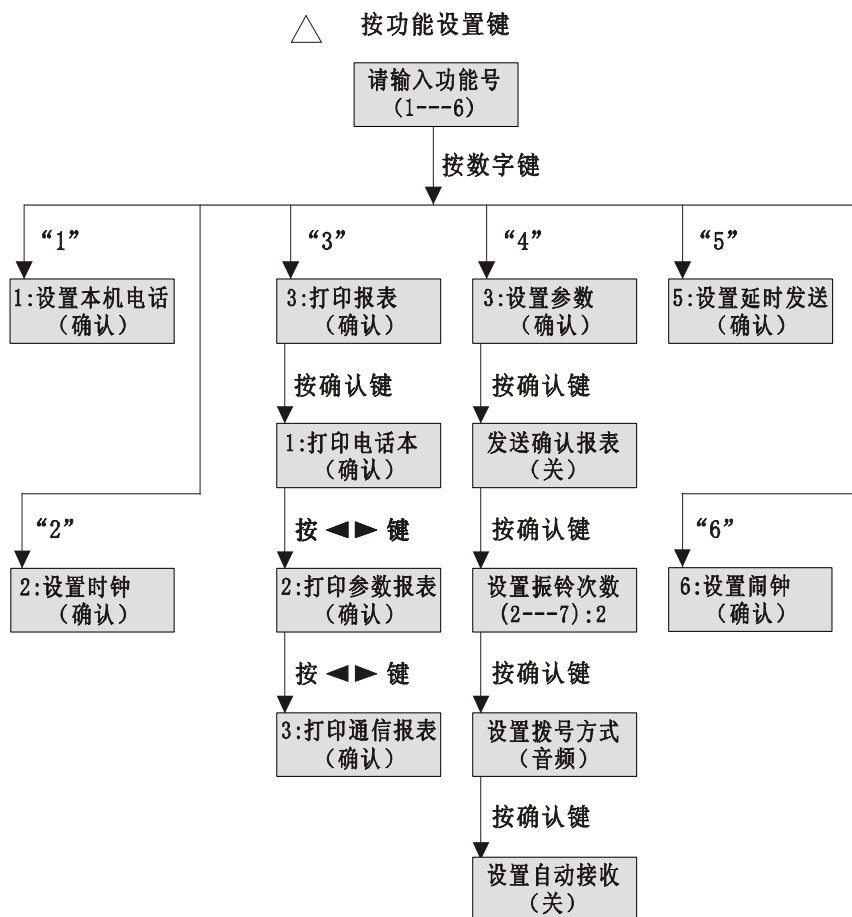 按功能设置键
请输入功能号
(1---6)
按数字键
“1”
1:设置本机电话
(确认)
“2”
2:设置时钟
(确认)
“3”
3:打印报表
(确认)
按确认键
1:打印电话本
(确认)
按 ◀▶ 键
2:打印参数报表
(确认)
按 ◀▶ 键
3:打印通信报表
(确认)
“4”
3:设置参数
(确认)
按确认键
发送确认报表
(关)
按确认键
设置振铃次数
(2---7):2
按确认键
设置拨号方式
(音频)
按确认键
设置自动接收
(关)
“5”
5:设置延时发送
(确认)
“6”
6:设置闹钟
(确认)